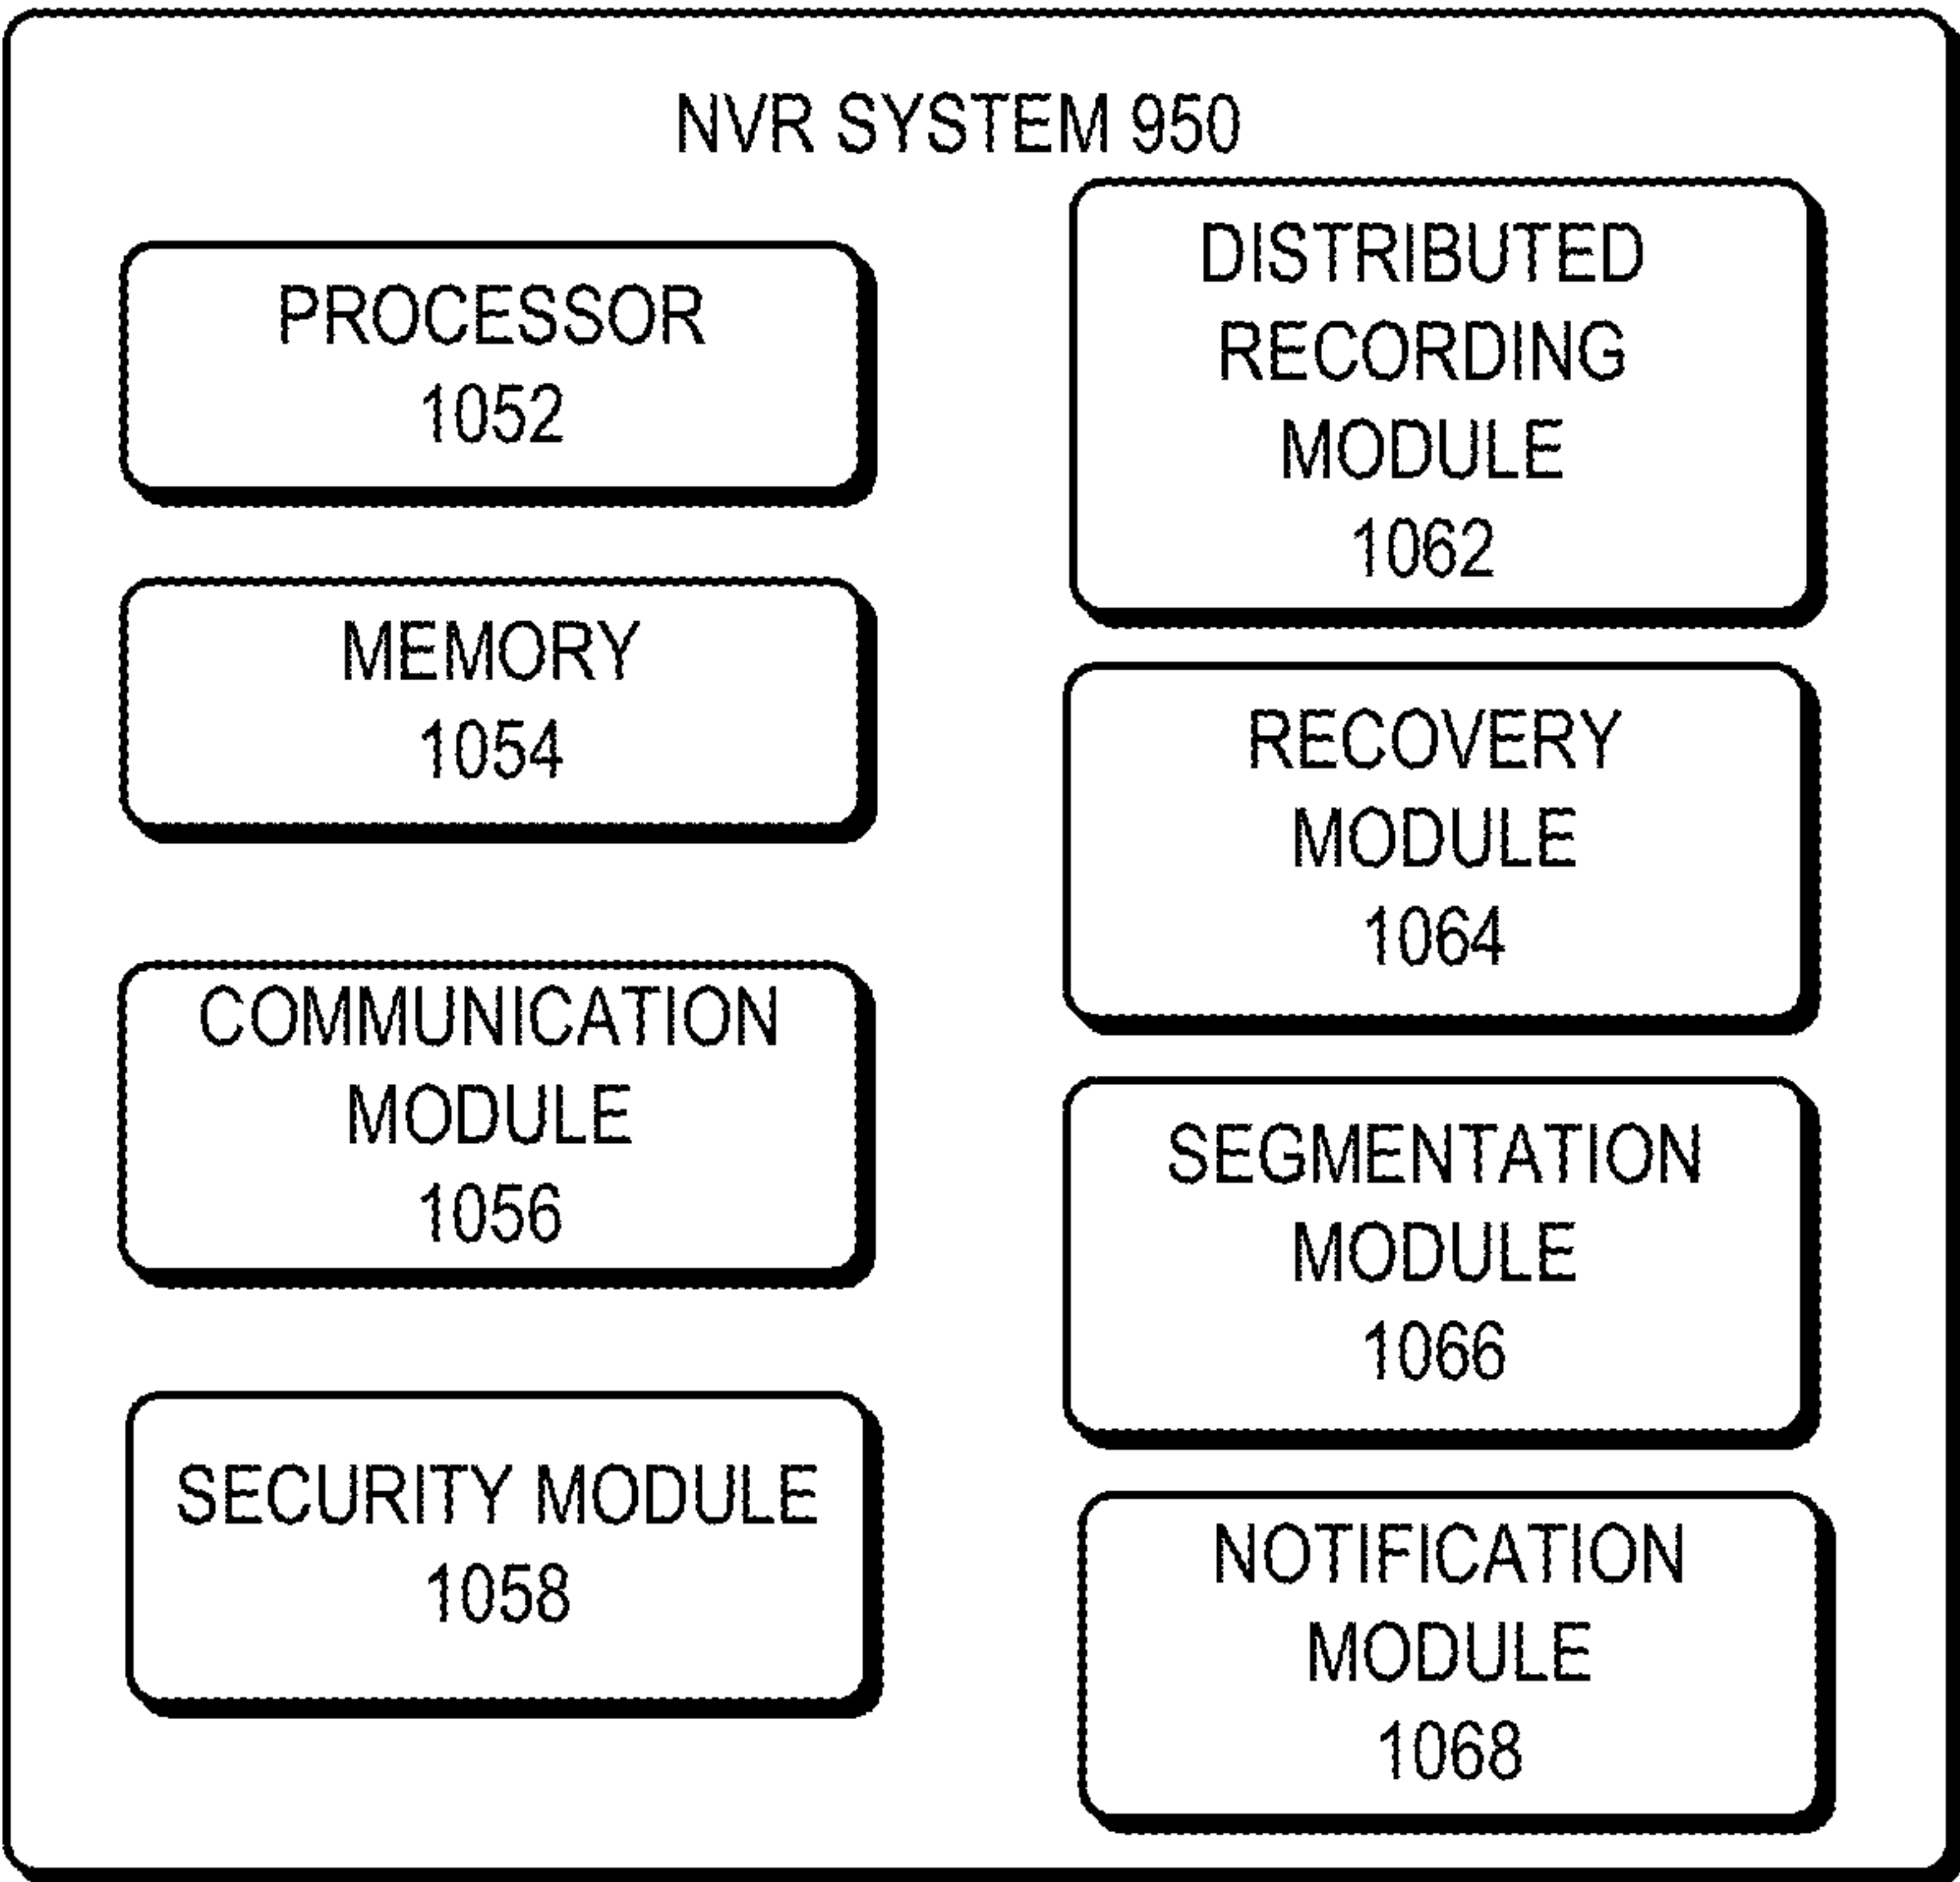 NVR SYSTEM 950
PROCESSOR
1052
MEMORY
1054
COMMUNICATION
MODULE
1056
SECURITY MODULE
1058
DISTRIBUTED
RECORDING
MODULE
1062
RECOVERY
MODULE
1064
SEGMENTATION
MODULE
1066
NOTIFICATION
MODULE
1068